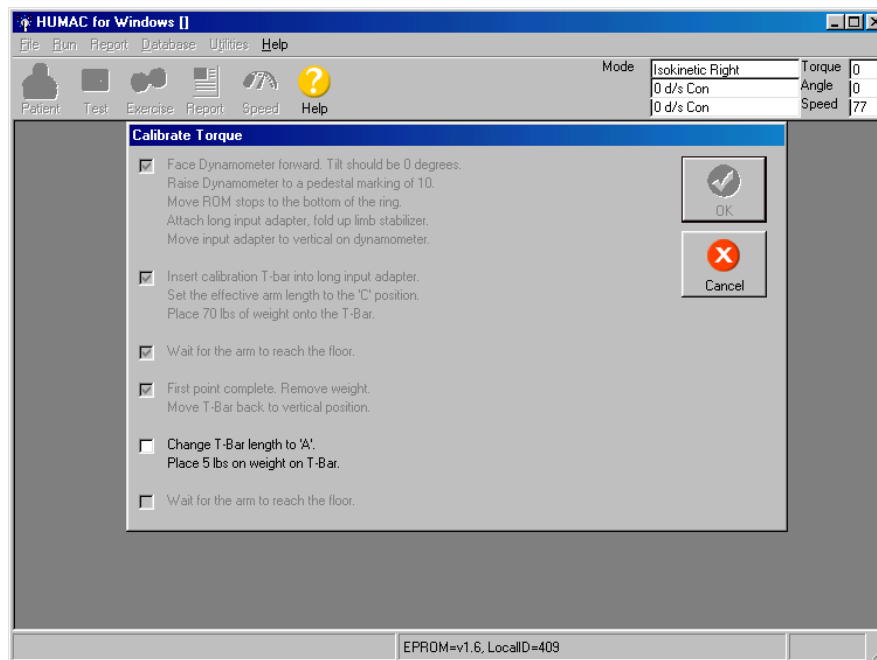 HUMAC for Windows []
File Run Report Database Utilities Help
Patient Test Exercise Report Speed Help
Mode Isokinetic Right Torque 0
0 d/s Con Angle 0
0 d/s Con Speed 77
Calibrate Torque
Face Dynamometer forward. Tilt should be 0 degrees.
Raise Dynamometer to a pedestal marking of 10.
Move ROM stops to the bottom of the ring.
Attach long input adapter, fold up limb stabilizer.
Move input adapter to vertical on dynamometer.
OK
Insert calibration T-bar into long input adapter.
Set the effective arm length to the 'C' position.
Place 70 lbs of weight onto the T-Bar.
Cancel
Wait for the arm to reach the floor.
First point complete. Remove weight.
Move T-Bar back to vertical position.
Change T-Bar length to 'A'.
Place 5 lbs on weight on T-Bar.
Wait for the arm to reach the floor.
EPROM=v1.6, LocalID=409